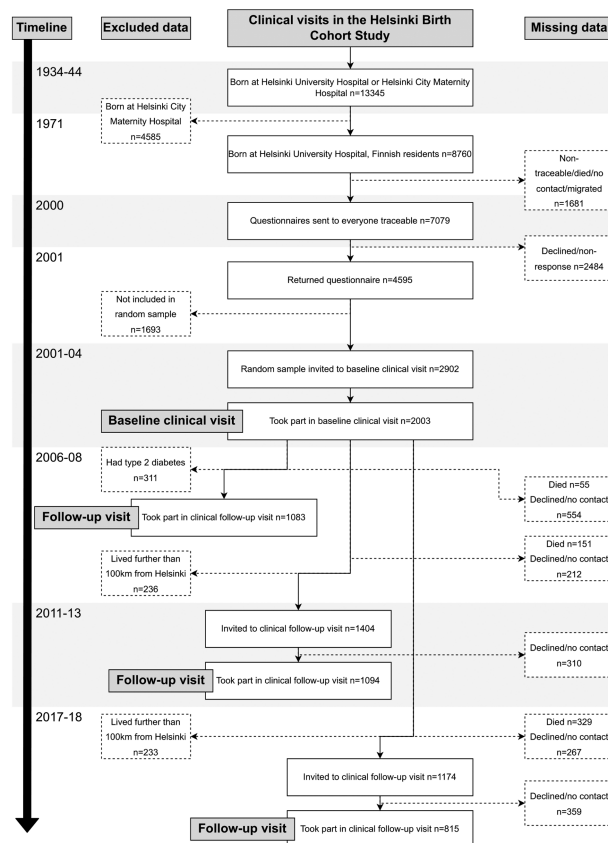 Timeline
Excluded data
Clinical visits in the Helsinki Birth
Cohort Study
Missing data
1934-44
Born at Helsinki University Hospital or Helsinki City Maternity
Hospital n=13345
Born at Helsinki City
Maternity Hospital
n=4585
1971
Born at Helsinki University Hospital, Finnish residents n=8760
Non-
traceable/died/no
contact/migrated
n=1681
2000
Questionnaires sent to everyone traceable n=7079
Declined/non-
response n=2484
2001
Returned questionnaire n=4595
Not included in
random sample
n=1693
2001-04
Random sample invited to baseline clinical visit n=2902
Baseline clinical visit
Took part in baseline clinical visit n=2003
2006-08
Had type 2 diabetes
n=311
Died n=55
Declined/no contact
n=554
Follow-up visit
Took part in clinical follow-up visit n=1083
Died n=151
Declined/no contact
n=212
Lived further than
100km from Helsinki
n=236
2011-13
Invited to clinical follow-up visit n=1404
Declined/no contact
n=310
Follow-up visit
Took part in clinical follow-up visit n=1094
2017-18
Lived further than
100km from Helsinki
n=233
Died n=329
Declined/no contact
n=267
Invited to clinical follow-up visit n=1174
Declined/no contact
n=359
Follow-up visit
Took part in clinical follow-up visit n=815